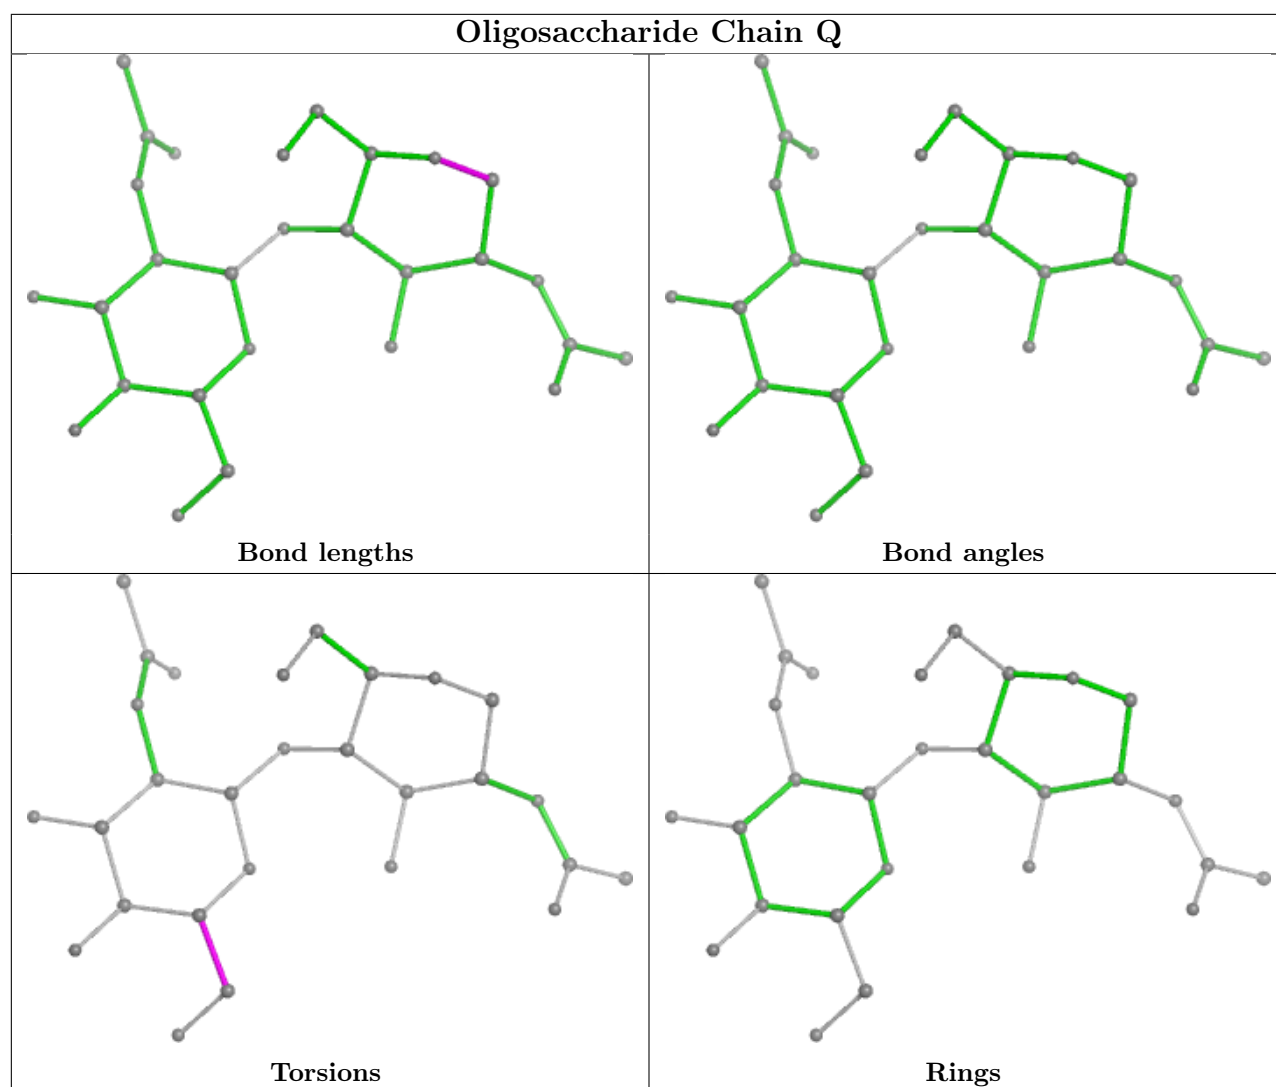 Oligosaccharide Chain Q
Bond lengths
Bond angles
Torsions
Rings